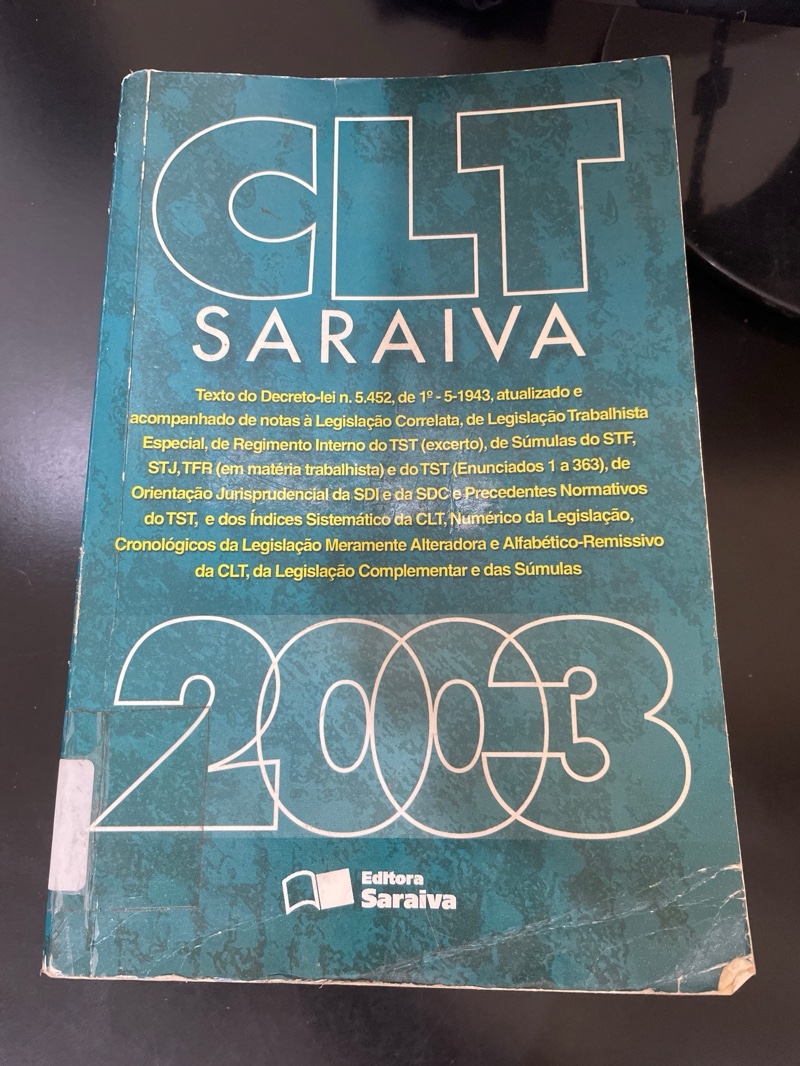 CLT
SARAIVA
Texto do Decreto-lei n. 5.452, de 1º - 5-1943, atualizado e
acompanhado de notas à Legislação Correlata, de Legislação Trabalhista
Especial, de Regimento Interno do TST (excerto), de Súmulas do STF,
STJ, TFR (em matéria trabalhista) e do TST (Enunciados 1 a 363), de
Orientação Jurisprudencial da SDI e da SDC e Precedentes Normativos
do TST, e dos Índices Sistemático da CLT, Numérico da Legislação,
Cronológicos da Legislação Meramente Alteradora e Alfabético-Remissivo
da CLT, da Legislação Complementar e das Súmulas
2003
Editora
Saraiva